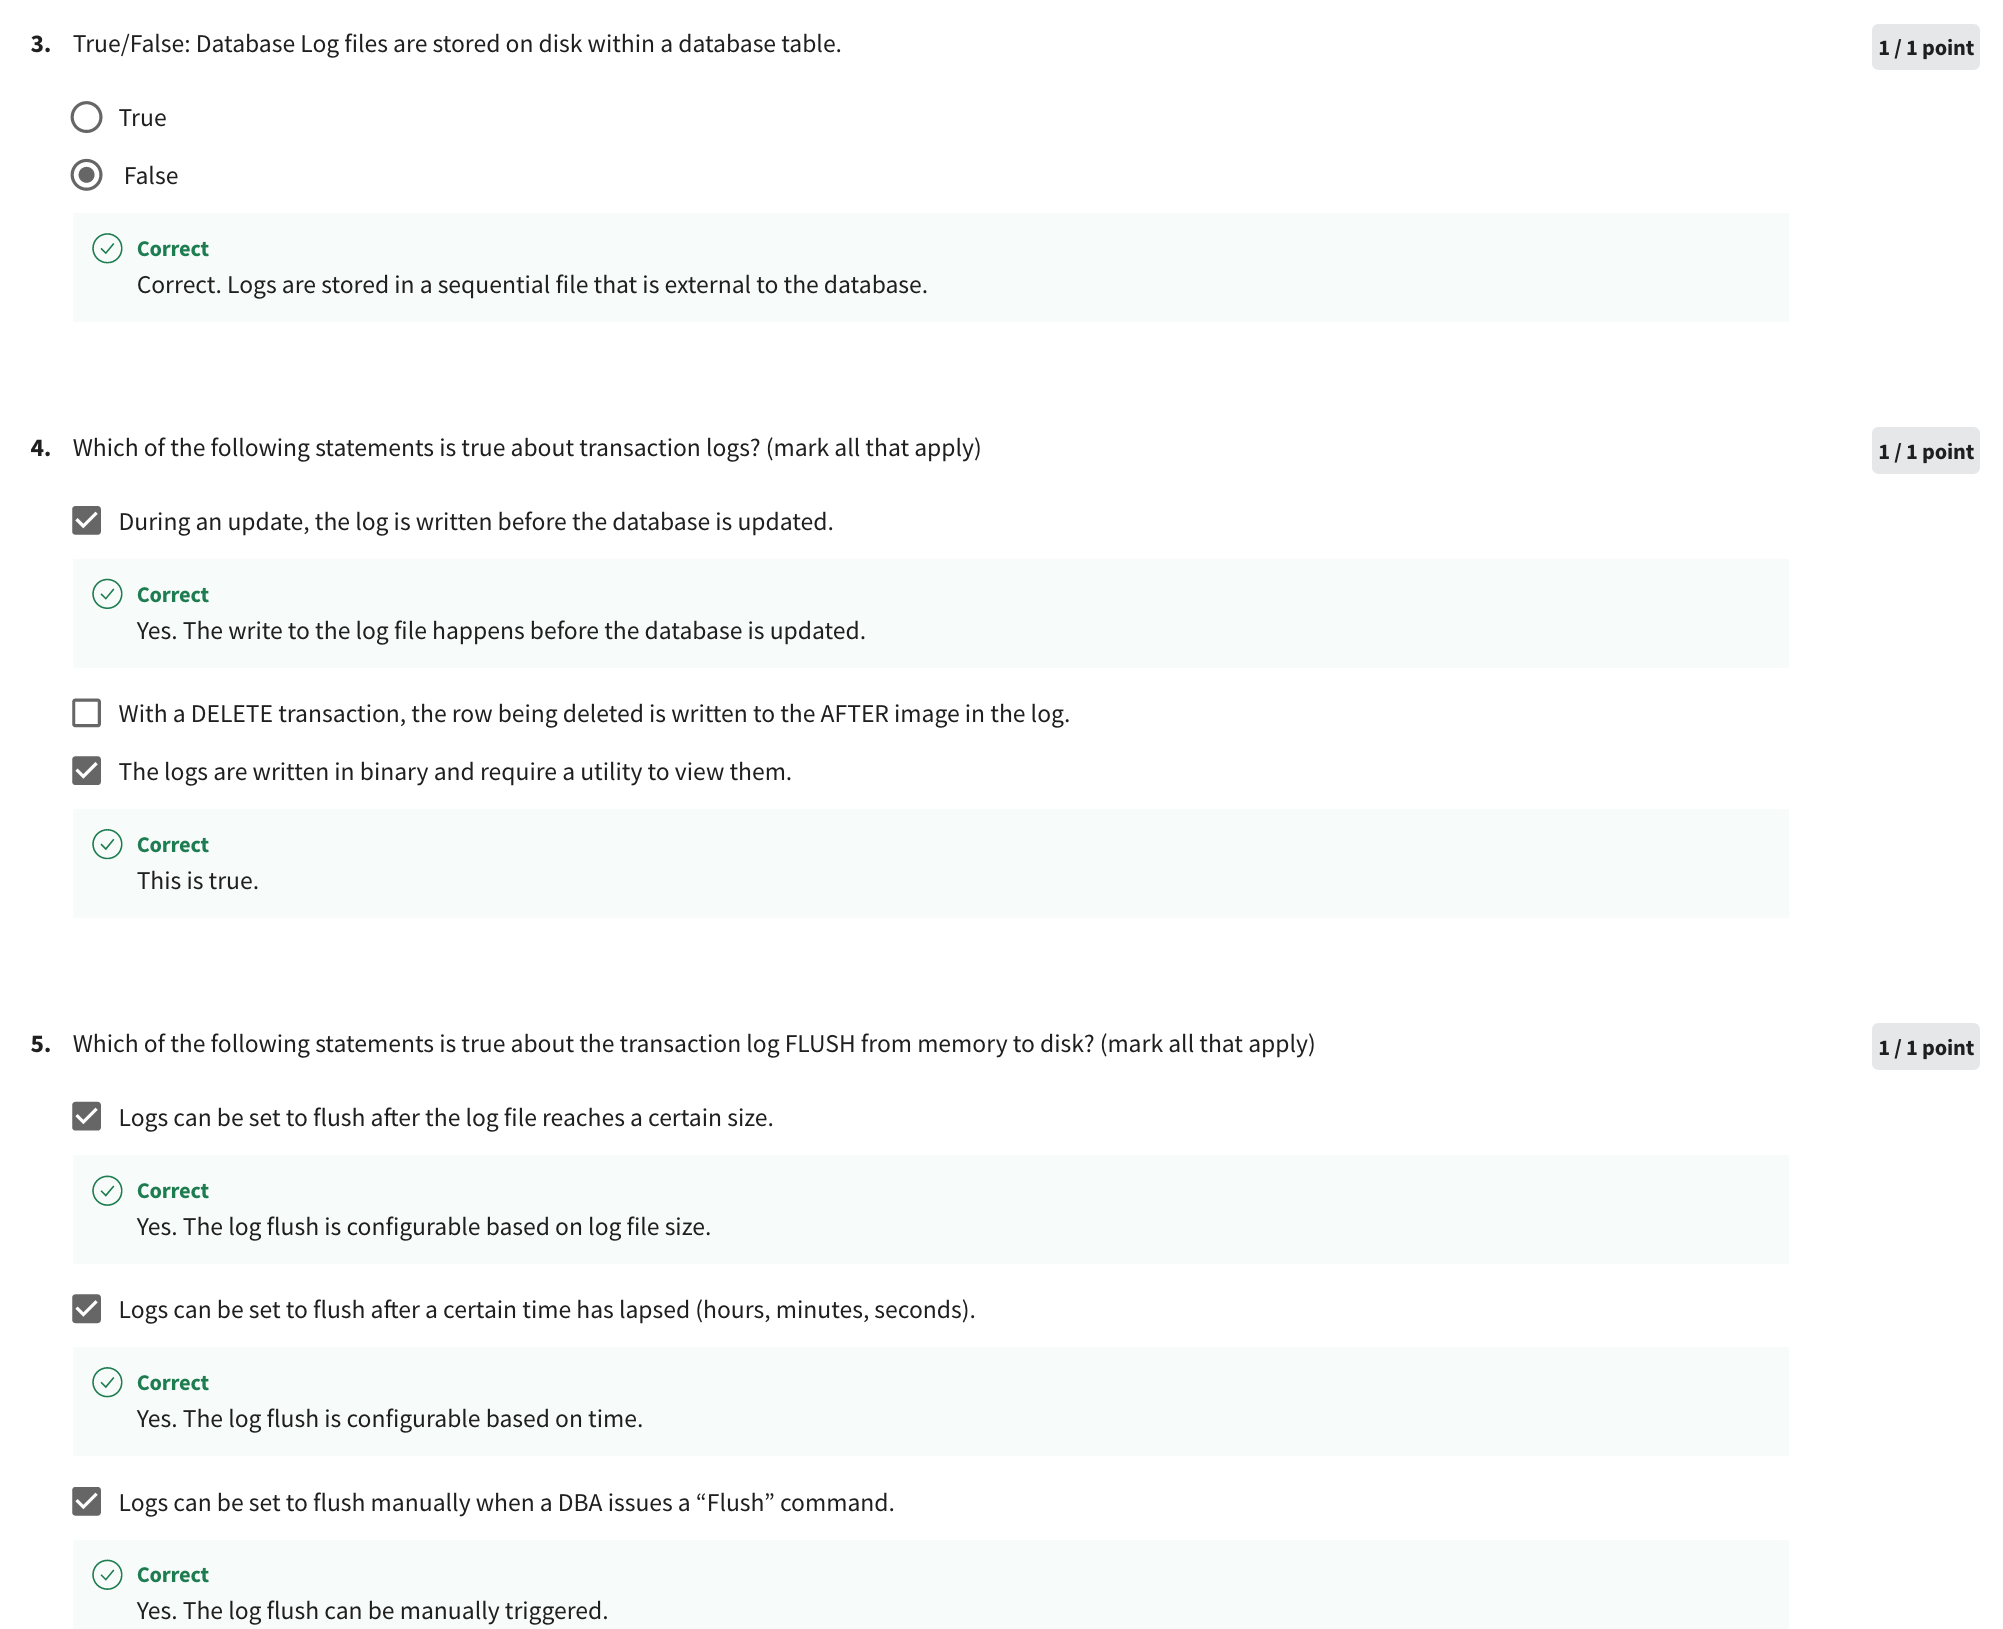 3. True/False: Database Log files are stored on disk within a database table.
1 / 1 point
True
False
Correct
Correct. Logs are stored in a sequential file that is external to the database.
4. Which of the following statements is true about transaction logs? (mark all that apply)
1 / 1 point
During an update, the log is written before the database is updated.
Correct
Yes. The write to the log file happens before the database is updated.
With a DELETE transaction, the row being deleted is written to the AFTER image in the log.
The logs are written in binary and require a utility to view them.
Correct
This is true.
5. Which of the following statements is true about the transaction log FLUSH from memory to disk? (mark all that apply)
1 / 1 point
Logs can be set to flush after the log file reaches a certain size.
Correct
Yes. The log flush is configurable based on log file size.
Logs can be set to flush after a certain time has lapsed (hours, minutes, seconds).
Correct
Yes. The log flush is configurable based on time.
Logs can be set to flush manually when a DBA issues a “Flush” command.
Correct
Yes. The log flush can be manually triggered.